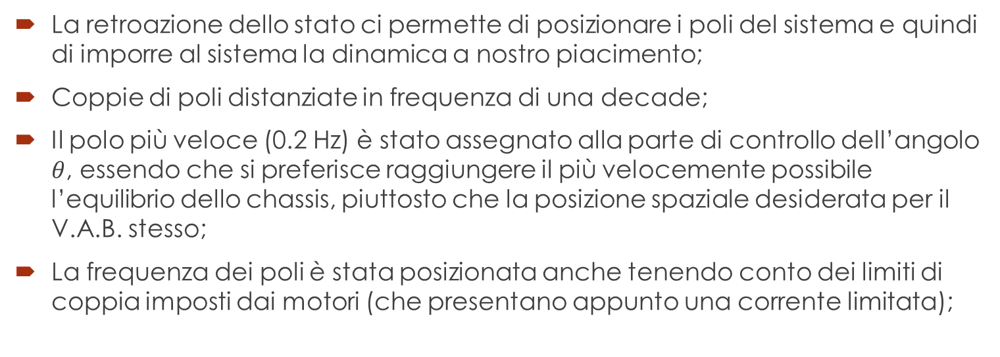 La retroazione dello stato ci permette di posizionare i poli del sistema e quindi
di imporre al sistema la dinamica a nostro piacimento;
Coppie di poli distanziate in frequenza di una decade;
Il polo più veloce (0.2 Hz) è stato assegnato alla parte di controllo dell’angolo
θ, essendo che si preferisce raggiungere il più velocemente possibile
l’equilibrio dello chassis, piuttosto che la posizione spaziale desiderata per il
V.A.B. stesso;
La frequenza dei poli è stata posizionata anche tenendo conto dei limiti di
coppia imposti dai motori (che presentano appunto una corrente limitata);